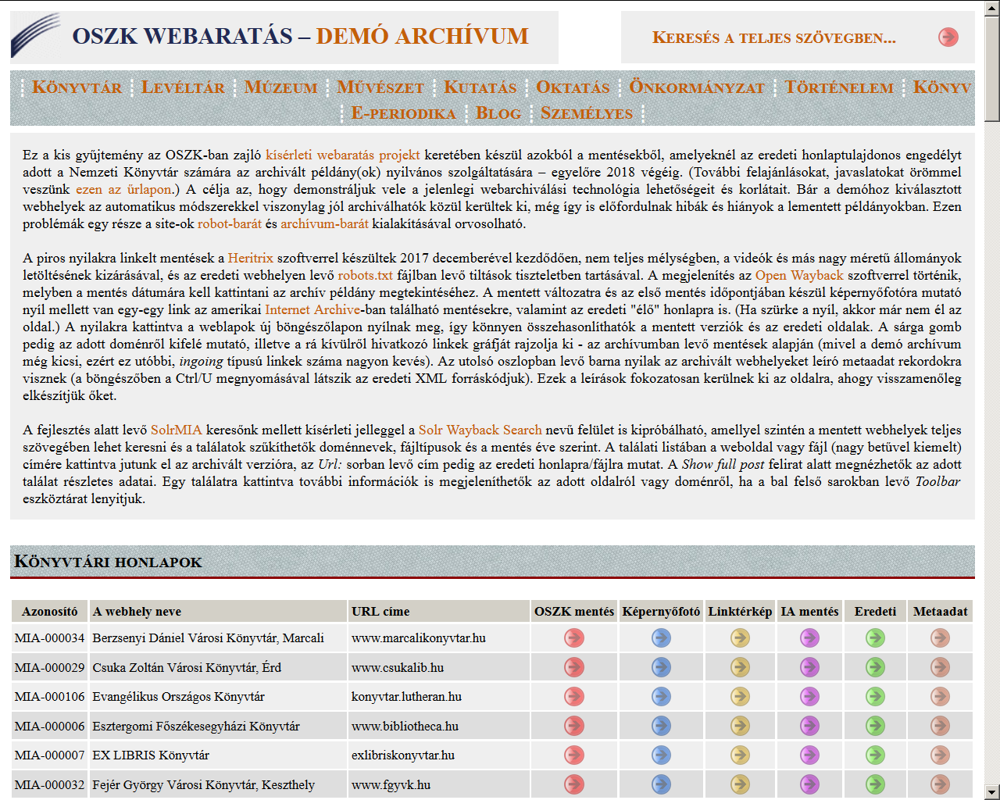 OSZK WEBARATÁS – DEMÓ ARCHÍVUM
KERESÉS A TELJES SZÖVEGBEN...
KÖNYVTÁR LEVÉLTÁR MÚZEUM MŰVÉSZET KUTATÁS OKTATÁS ÖNKORMÁNYZAT TÖRTÉNELEM KÖNYV
E-PERIODIKA BLOG SZEMÉLYES
Ez a kis gyűjtemény az OSZK-ban zajló kísérleti webaratás projekt keretében készül azokból a mentésekből, amelyeknél az eredeti honlaptulajdonos engedélyt
adott a Nemzeti Könyvtár számára az archivált példány(ok) nyilvános szolgáltatására – egyelőre 2018 végéig. (További felajánlásokat, javaslatokat örömmel
veszünk ezen az űrlapon.) A célja az, hogy demonstráljuk vele a jelenlegi webarchiválási technológia lehetőségeit és korlátait. Bár a demóhoz kiválasztott
webhelyek az automatikus módszerekkel viszonylag jól archiválhatók közül kerültek ki, még így is előfordulnak hibák és hiányok a lementett példányokban. Ezen
problémák egy része a site-ok robot-barát és archívum-barát kialakításával orvosolható.
A piros nyilakra linkelt mentések a Heritrix szoftverrel készültek 2017 decemberével kezdődően, nem teljes mélységben, a videók és más nagy méretű állományok
letöltésének kizárásával, és az eredeti webhelyen levő robots.txt fájlban levő tiltások tiszteletben tartásával. A megjelenítés az Open Wayback szoftverrel történik,
melyben a mentés dátumára kell kattintani az archív példány megtekintéséhez. A mentett változatra és az első mentés időpontjában készül képernyőfotóra mutató
nyíl mellett van egy-egy link az amerikai Internet Archive-ban található mentésekre, valamint az eredeti "élő" honlapra is. (Ha szürke a nyíl, akkor már nem él az
oldal.) A nyilakra kattintva a weblapok új böngészőlapon nyílnak meg, így könnyen összehasonlíthatók a mentett verziók és az eredeti oldalak. A sárga gomb
pedig az adott doménről kifelé mutató, illetve a rá kívülről hivatkozó linkek gráfját rajzolja ki - az archívumban levő mentések alapján (mivel a demó archívum
még kicsi, ezért ez utóbbi, ingoing típusú linkek száma nagyon kevés). Az utolsó oszlopban levő barna nyilak az archivált webhelyeket leíró metaadat rekordokra
visznek (a böngészőben a Ctrl/U megnyomásával látszik az eredeti XML forráskódjuk). Ezek a leírások fokozatosan kerülnek ki az oldalra, ahogy visszamenőleg
elkészítjük őket.
A fejlesztés alatt levő SolrMIA keresőnk mellett kísérleti jelleggel a Solr Wayback Search nevű felület is kipróbálható, amellyel szintén a mentett webhelyek teljes
szövegében lehet keresni és a találatok szűkíthetők doménnevek, fájltípusok és a mentés éve szerint. A találati listában a weboldal vagy fájl (nagy betűvel kiemelt)
címére kattintva jutunk el az archivált verzióra, az Url: sorban levő cím pedig az eredeti honlapra/fájlra mutat. A Show full post felirat alatt megnézhetők az adott
találat részletes adatai. Egy találatra kattintva további információk is megjeleníthetők az adott oldalról vagy doménről, ha a bal felső sarokban levő Toolbar
eszköztárat lenyitjuk.
KÖNYVTÁRI HONLAPOK
Azonosító A webhely neve URL címe OSZK mentés Képernyőfotó Linktérkép IA mentés Eredeti Metaadat
MIA-000034 Berzsenyi Dániel Városi Könyvtár, Marcali www.marcalikonyvtar.hu
MIA-000029 Csuka Zoltán Városi Könyvtár, Érd www.csukalib.hu
MIA-000106 Evangélikus Országos Könyvtár konyvtar.lutheran.hu
MIA-000006 Esztergomi Főszékesegyházi Könyvtár www.bibliotheca.hu
MIA-000007 EX LIBRIS Könyvtár exlibriskonyvtar.hu
MIA-000032 Fejér György Városi Könyvtár, Keszthely www.fgyvk.hu